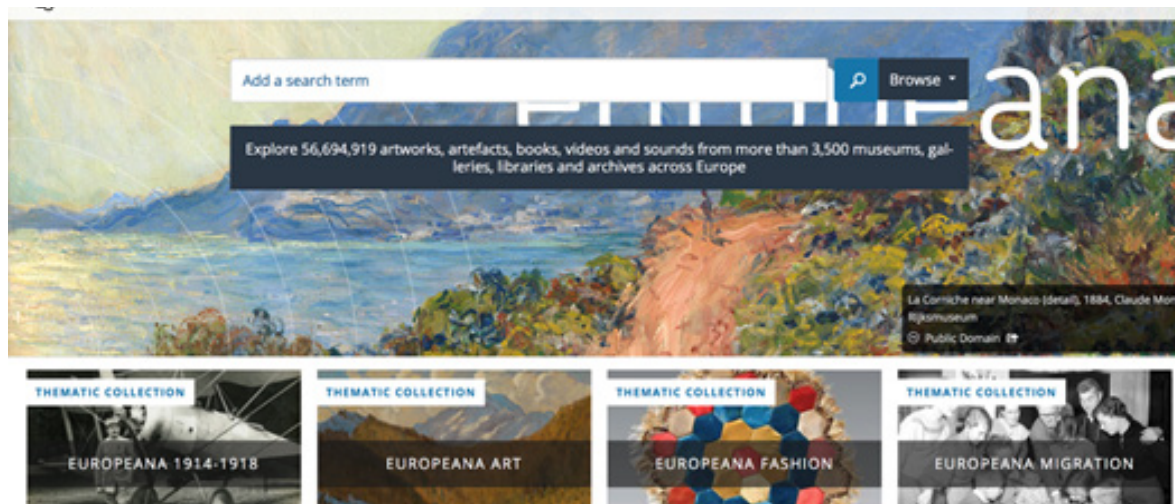 Add a search term
Browse
europeana
Explore 56,694,919 artworks, artefacts, books, videos and sounds from more than 3,500 museums, gal-
leries, libraries and archives across Europe
La Corniche near Monaco (detail), 1884, Claude Mo
Rijksmuseum
Public Domain
THEMATIC COLLECTION
THEMATIC COLLECTION
THEMATIC COLLECTION
THEMATIC COLLECTION
EUROPEANA 1914-1918
EUROPEANA ART
EUROPEANA FASHION
EUROPEANA MIGRATION